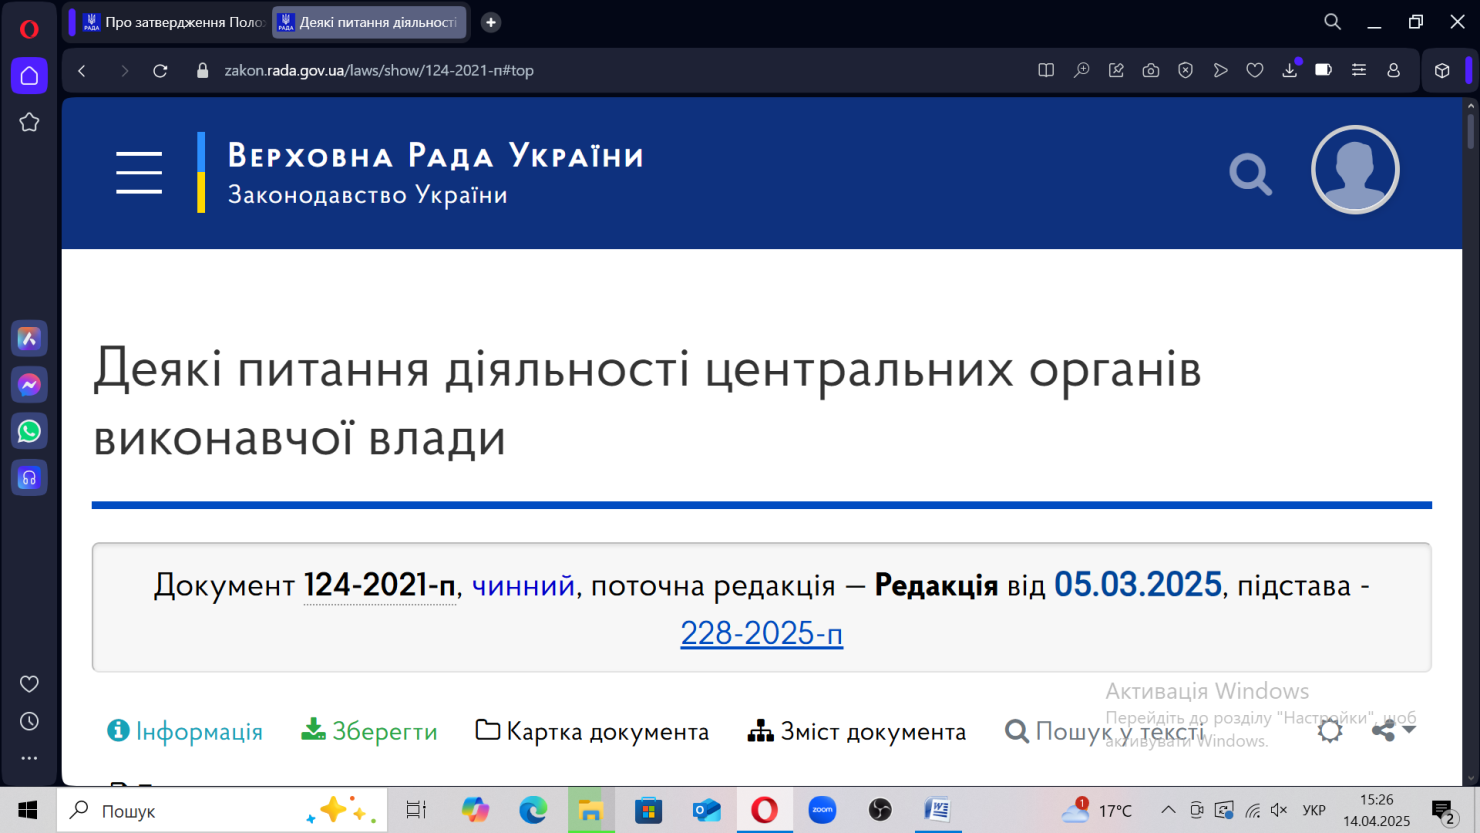 Про затвердження Поло
Деякі питання діяльності
zakon.rada.gov.ua/laws/show/124-2021-п#top
Верховна Рада України
Законодавство України
Деякі питання діяльності центральних органів
виконавчої влади
Документ 124-2021-п, чинний, поточна редакція — Редакція від 05.03.2025, підстава -
228-2025-п
Інформація Зберегти Картка документа Зміст документа Пошук у тексті
Активація Windows
Перейдіть до розділу "Настройки", щоб
активувати Windows.
Пошук
zoom
1 17°C
УКР
15:26
14.04.2025
2